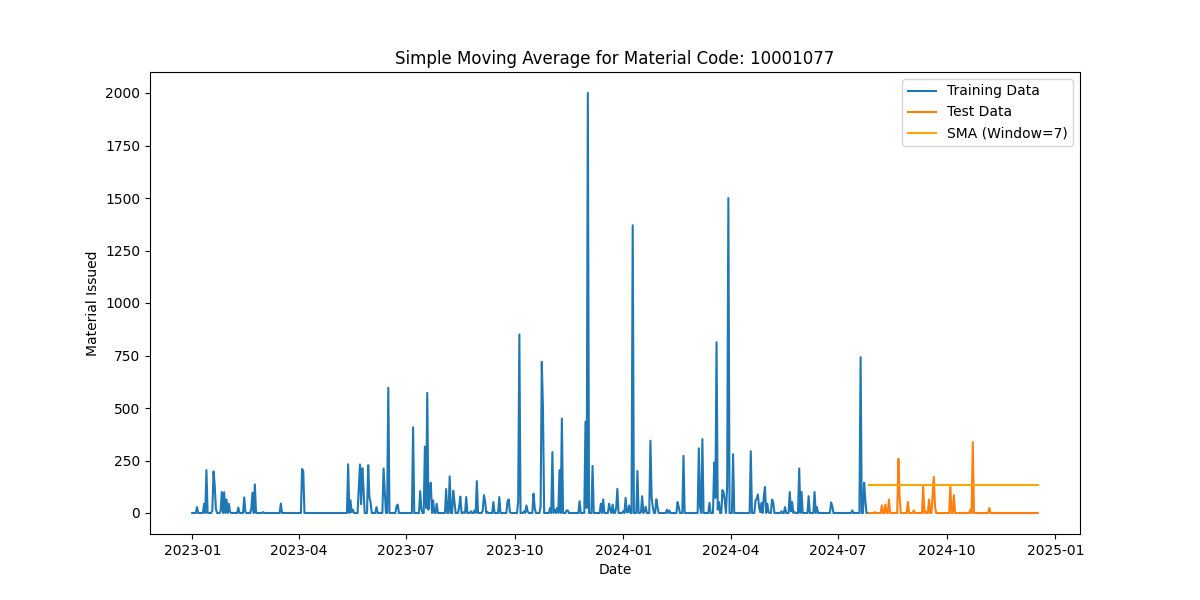 Simple Moving Average for Material Code: 10001077
Training Data
Test Data
SMA (Window=7)
Material Issued
2000
1750
1500
1250
1000
750
500
250
0
2023-01 2023-04 2023-07 2023-10 2024-01 2024-04 2024-07 2024-10 2025-01
Date